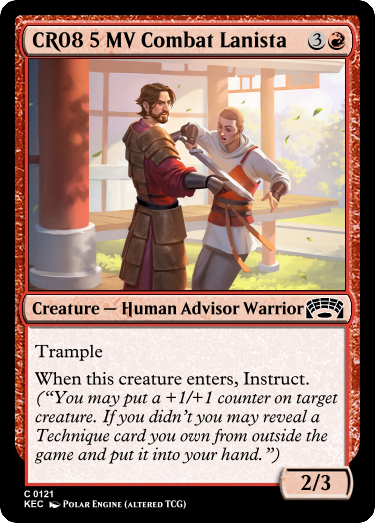 CR08 5 MV Combat Lanista 3
Creature — Human Advisor Warrior
Trample
When this creature enters, Instruct.
(“You may put a +1/+1 counter on target
creature. If you didn’t you may reveal a
Technique card you own from outside the
game and put it into your hand.”)
2/3
C 0121
KEC Polar Engine (altered TCG)